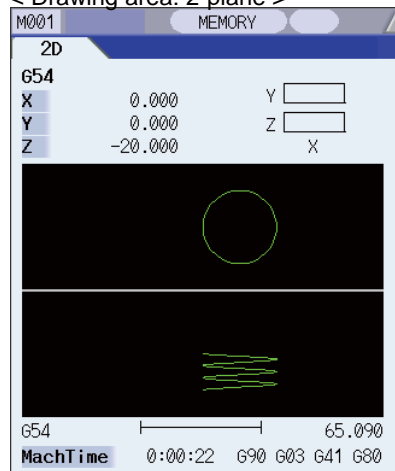 < Drawing area: 2-plane >
M001 MEMORY
2D
G54
X 0.000 Y
Y 0.000 Z
Z -20.000 X
G54 65.090
MachTime 0:00:22 G90 G03 G41 G80